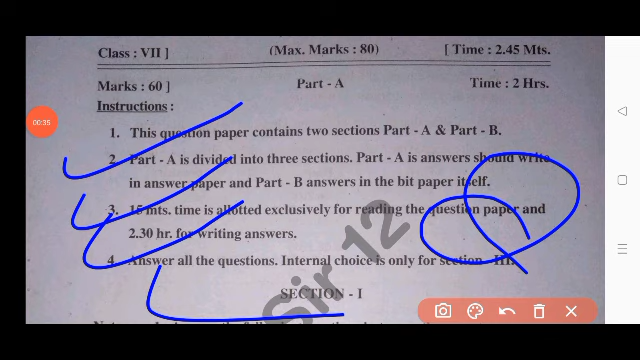 Class : VII ] (Max. Marks : 80) [ Time : 2.45 Mts.
Marks : 60 ] Part - A Time : 2 Hrs.
Instructions :
00:35
1. This question paper contains two sections Part - A & Part - B.
2. Part - A is divided into three sections. Part - A is answers should write
in answer paper and Part - B answers in the bit paper itself.
3. 15 mts. time is allotted exclusively for reading the question paper and
2.30 hr. for writing answers.
4. Answer all the questions. Internal choice is only for section - III.
SECTION - I
Sir 12